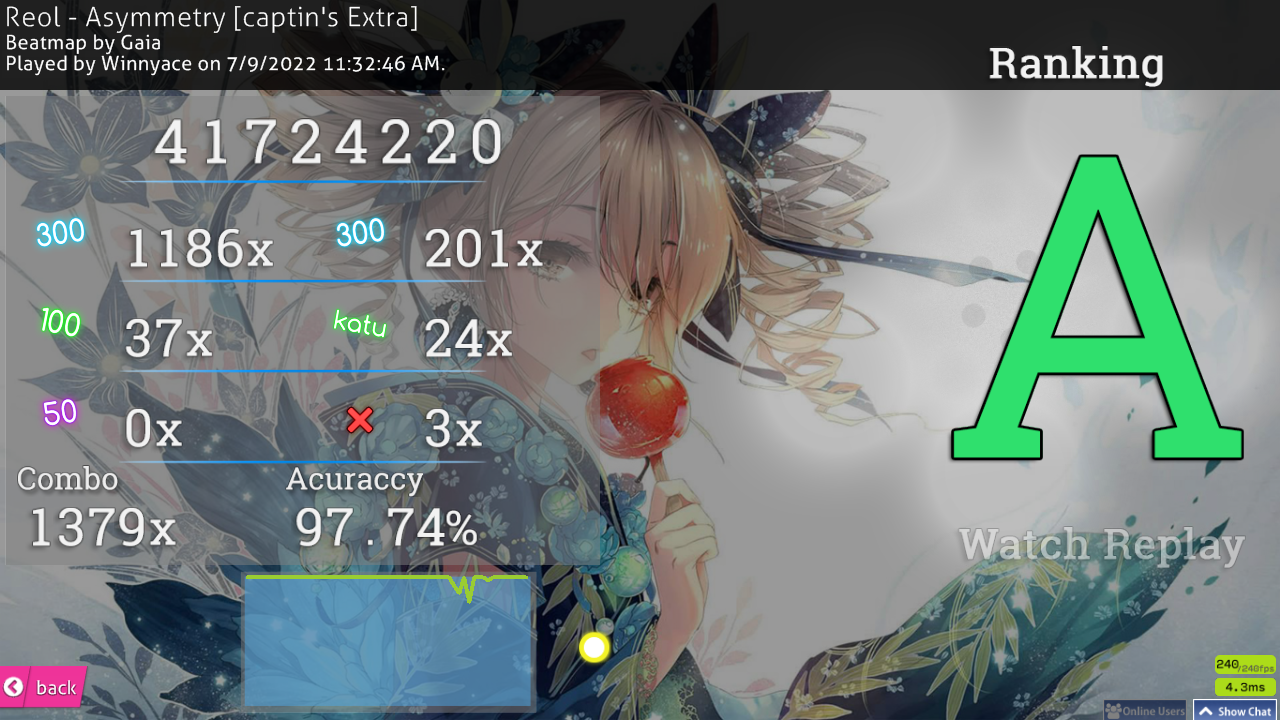 Reol - Asymmetry [captin's Extra]
Beatmap by Gaia
Played by Winnyace on 7/9/2022 11:32:46 AM.
Ranking
41724220
300 1186x 300 201x
100 37x katu 24x
50 0x 3x
Combo Acuraccy
1379x 97.74%
A
Watch Replay
back
240/240fps
4.3ms
Online Users Show Chat